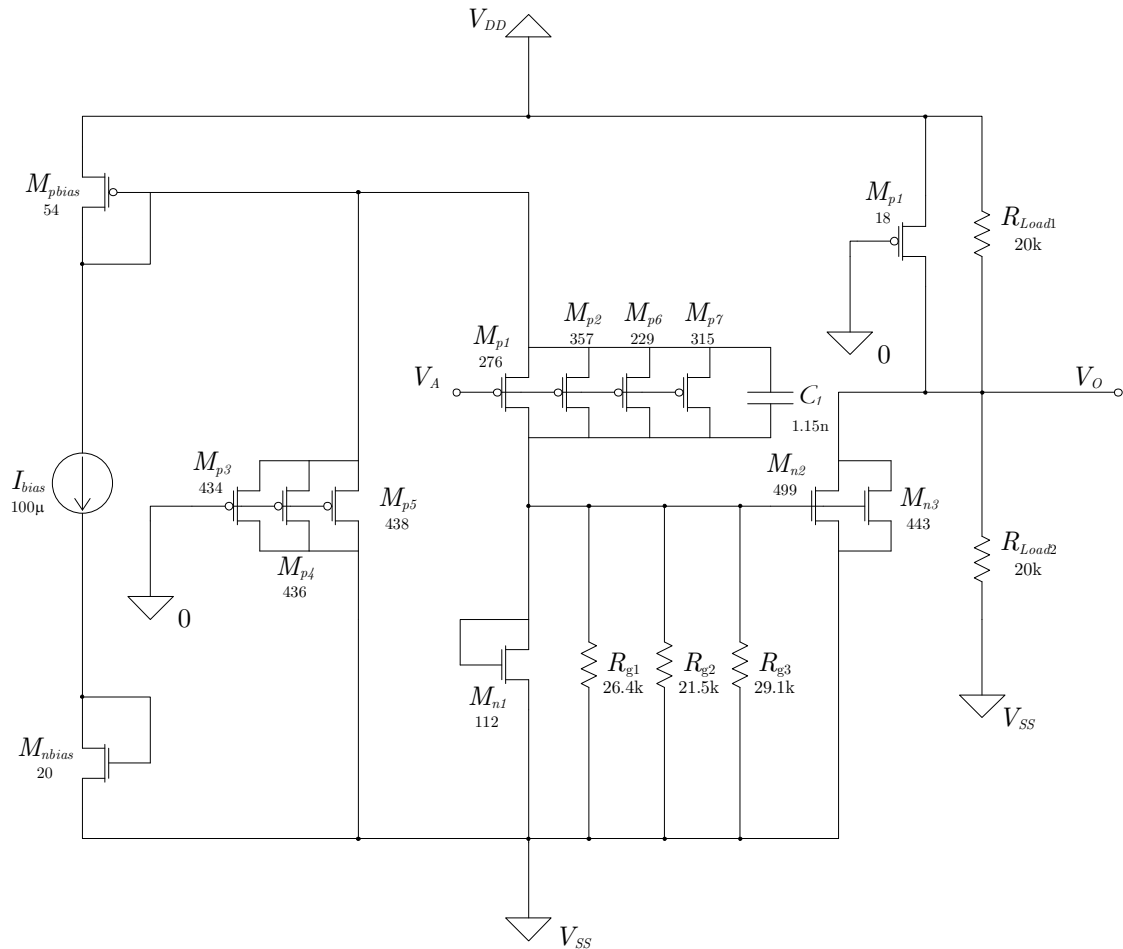 V_DD
M_pbias
54
M_p1
18
R_Load1
20k
0
M_p1
276
M_p2
357
M_p6
229
M_p7
315
V_A
C_1
1.15n
V_O
I_bias
100µ
M_p3
434
M_p4
436
M_p5
438
0
M_n2
499
M_n3
443
R_Load2
20k
M_n1
112
R_g1
26.4k
R_g2
21.5k
R_g3
29.1k
V_SS
M_nbias
20
V_SS